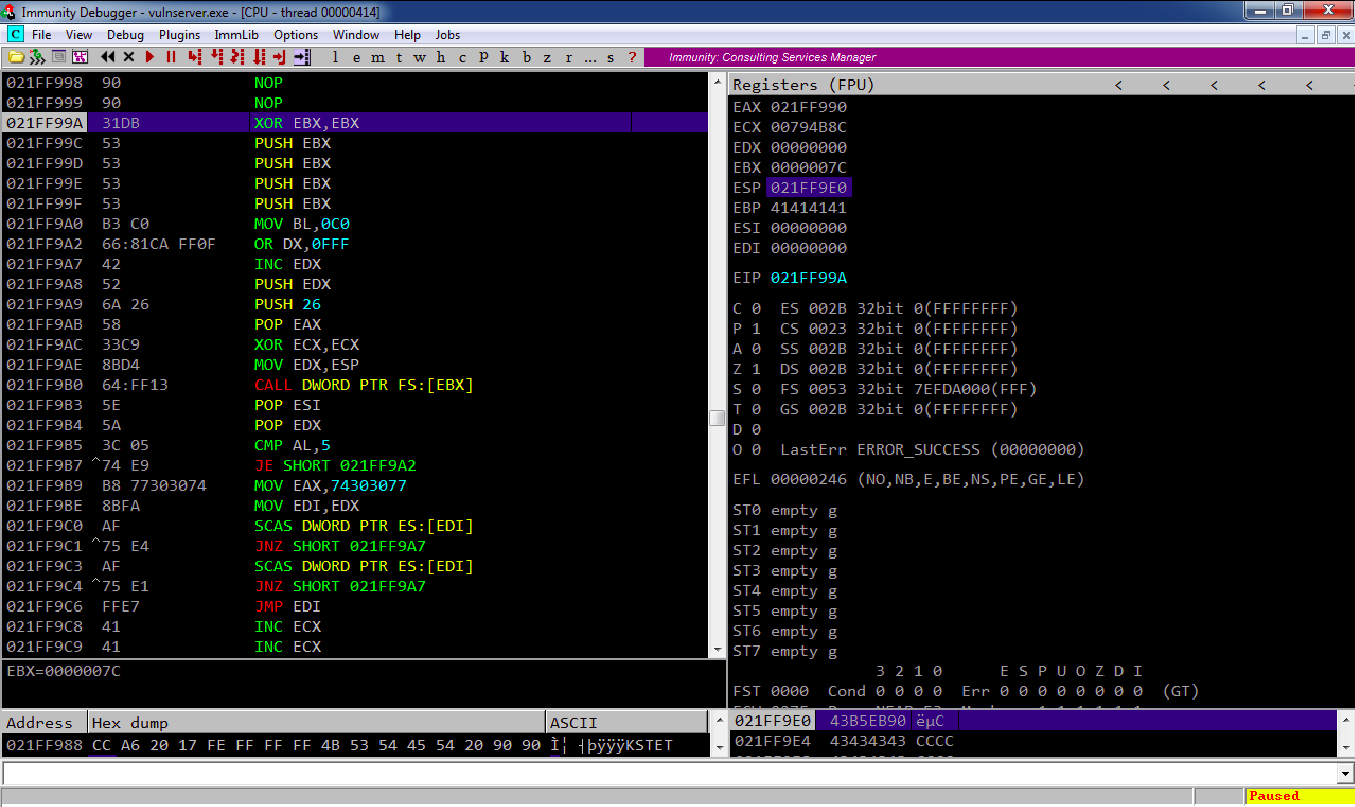 Immunity Debugger - vulnserver.exe - [CPU - thread 00000414]
C File View Debug Plugins ImmLib Options Window Help Jobs
l e m t w h c P k b z r ... s ? Immunity: Consulting Services Manager
021FF998 90 NOP
021FF999 90 NOP
021FF99A 31DB XOR EBX,EBX
021FF99C 53 PUSH EBX
021FF99D 53 PUSH EBX
021FF99E 53 PUSH EBX
021FF99F 53 PUSH EBX
021FF9A0 B3 C0 MOV BL,0C0
021FF9A2 66:81CA FF0F OR DX,0FFF
021FF9A7 42 INC EDX
021FF9A8 52 PUSH EDX
021FF9A9 6A 26 PUSH 26
021FF9AB 58 POP EAX
021FF9AC 33C9 XOR ECX,ECX
021FF9AE 8BD4 MOV EDX,ESP
021FF9B0 64:FF13 CALL DWORD PTR FS:[EBX]
021FF9B3 5E POP ESI
021FF9B4 5A POP EDX
021FF9B5 3C 05 CMP AL,5
021FF9B7 ^74 E9 JE SHORT 021FF9A2
021FF9B9 B8 77303074 MOV EAX,74303077
021FF9BE 8BFA MOV EDI,EDX
021FF9C0 AF SCAS DWORD PTR ES:[EDI]
021FF9C1 ^75 E4 JNZ SHORT 021FF9A7
021FF9C3 AF SCAS DWORD PTR ES:[EDI]
021FF9C4 ^75 E1 JNZ SHORT 021FF9A7
021FF9C6 FFE7 JMP EDI
021FF9C8 41 INC ECX
021FF9C9 41 INC ECX
EBX=0000007C
Registers (FPU) < < < < <
EAX 021FF990
ECX 00794B8C
EDX 00000000
EBX 0000007C
ESP 021FF9E0
EBP 41414141
ESI 00000000
EDI 00000000
EIP 021FF99A
C 0 ES 002B 32bit 0(FFFFFFFF)
P 1 CS 0023 32bit 0(FFFFFFFF)
A 0 SS 002B 32bit 0(FFFFFFFF)
Z 1 DS 002B 32bit 0(FFFFFFFF)
S 0 FS 0053 32bit 7EFDA000(FFF)
T 0 GS 002B 32bit 0(FFFFFFFF)
D 0
O 0 LastErr ERROR_SUCCESS (00000000)
EFL 00000246 (NO,NB,E,BE,NS,PE,GE,LE)
ST0 empty g
ST1 empty g
ST2 empty g
ST3 empty g
ST4 empty g
ST5 empty g
ST6 empty g
ST7 empty g
3 2 1 0 E S P U O Z D I
FST 0000 Cond 0 0 0 0 Err 0 0 0 0 0 0 0 0 (GT)
Address Hex dump ASCII
021FF988 CC A6 20 17 FE FF FF FF 4B 53 54 45 54 20 90 90 Ì¦ ┤þÿÿÿKSTET
021FF9E0 43B5EB90 ëµC
021FF9E4 43434343 CCCC
Paused